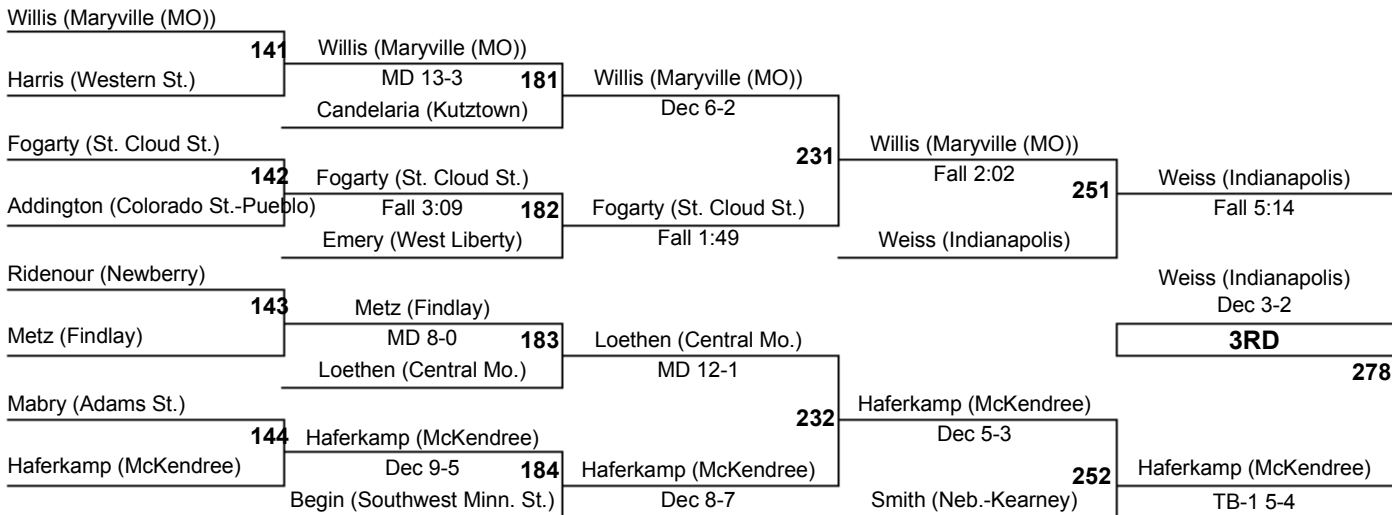 Willis (Maryville (MO))
141
Harris (Western St.)
Fogarty (St. Cloud St.)
142
Addington (Colorado St.-Pueblo)
Ridenour (Newberry)
143
Metz (Findlay)
Mabry (Adams St.)
144
Haferkamp (McKendree)
Willis (Maryville (MO))
MD 13-3
181
Candelaria (Kutztown)
Fogarty (St. Cloud St.)
Fall 3:09
182
Emery (West Liberty)
Metz (Findlay)
MD 8-0
183
Loethen (Central Mo.)
Haferkamp (McKendree)
Dec 9-5
184
Begin (Southwest Minn. St.)
Willis (Maryville (MO))
Dec 6-2
231
Fogarty (St. Cloud St.)
Fall 1:49
Loethen (Central Mo.)
MD 12-1
232
Haferkamp (McKendree)
Dec 8-7
Willis (Maryville (MO))
Fall 2:02
251
Weiss (Indianapolis)
Haferkamp (McKendree)
Dec 5-3
252
Smith (Neb.-Kearney)
Weiss (Indianapolis)
Fall 5:14
Weiss (Indianapolis)
Dec 3-2
3RD
278
Haferkamp (McKendree)
TB-1 5-4